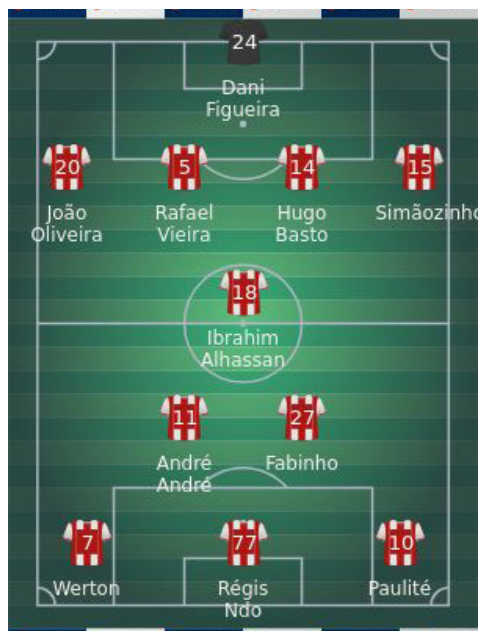 24
Dani
Figueira
20 5 14 15
João Rafael Hugo Simãozinho
Oliveira Vieira Basto
18
Ibrahim
Alhassan
11 27
André Fabinho
André
7 77 10
Werton Régis Paulité
Ndo